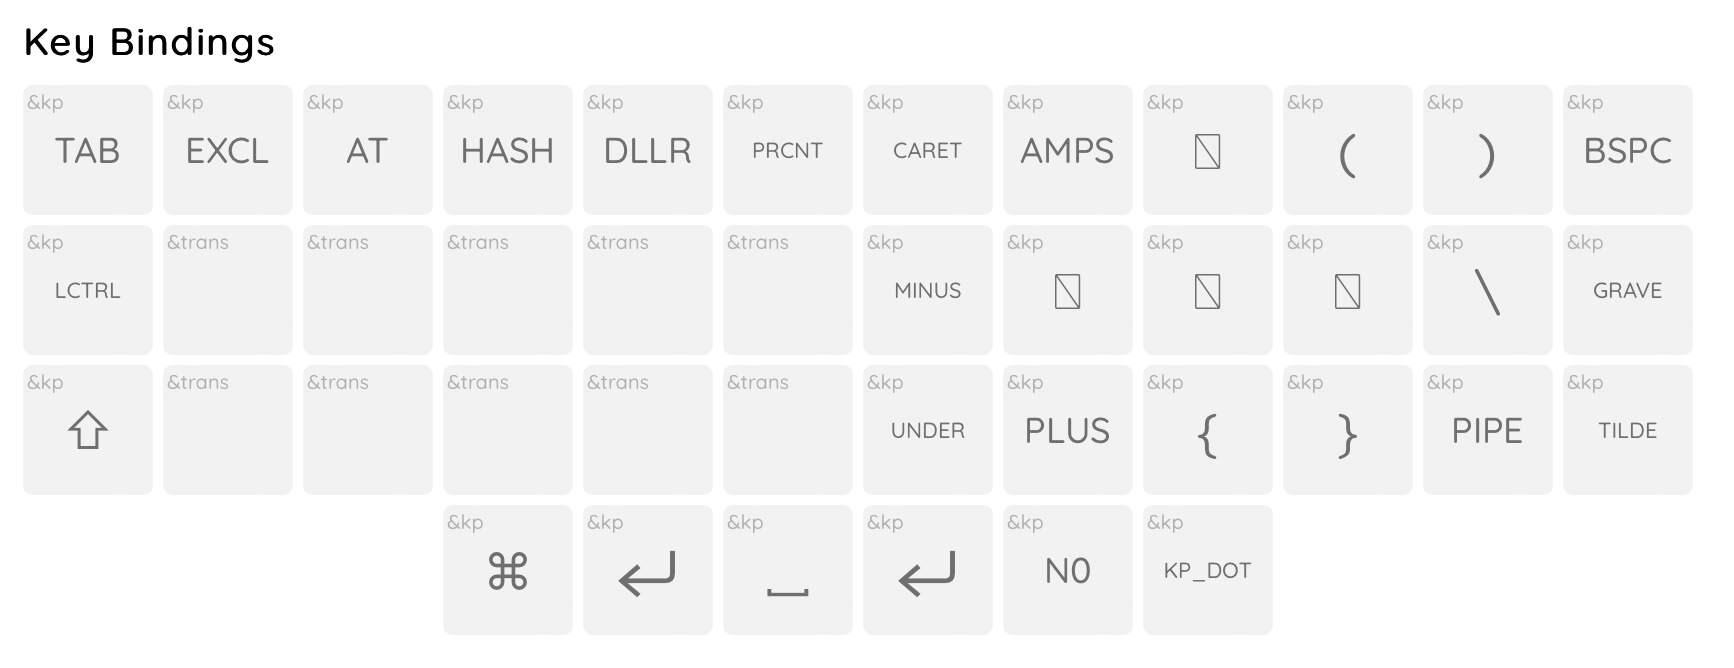 Key Bindings
&kp &kp &kp &kp &kp &kp &kp &kp &kp &kp &kp &kp
TAB EXCL AT HASH DLLR PRCNT CARET AMPS ( ) BSPC
&kp &trans &trans &trans &trans &trans &kp &kp &kp &kp &kp &kp
LCTRL MINUS \ GRAVE
&kp &trans &trans &trans &trans &trans &kp &kp &kp &kp &kp &kp
⇧ UNDER PLUS { } PIPE TILDE
&kp &kp &kp &kp &kp &kp
⌘ ↵ ⎵ ↵ N0 KP_DOT